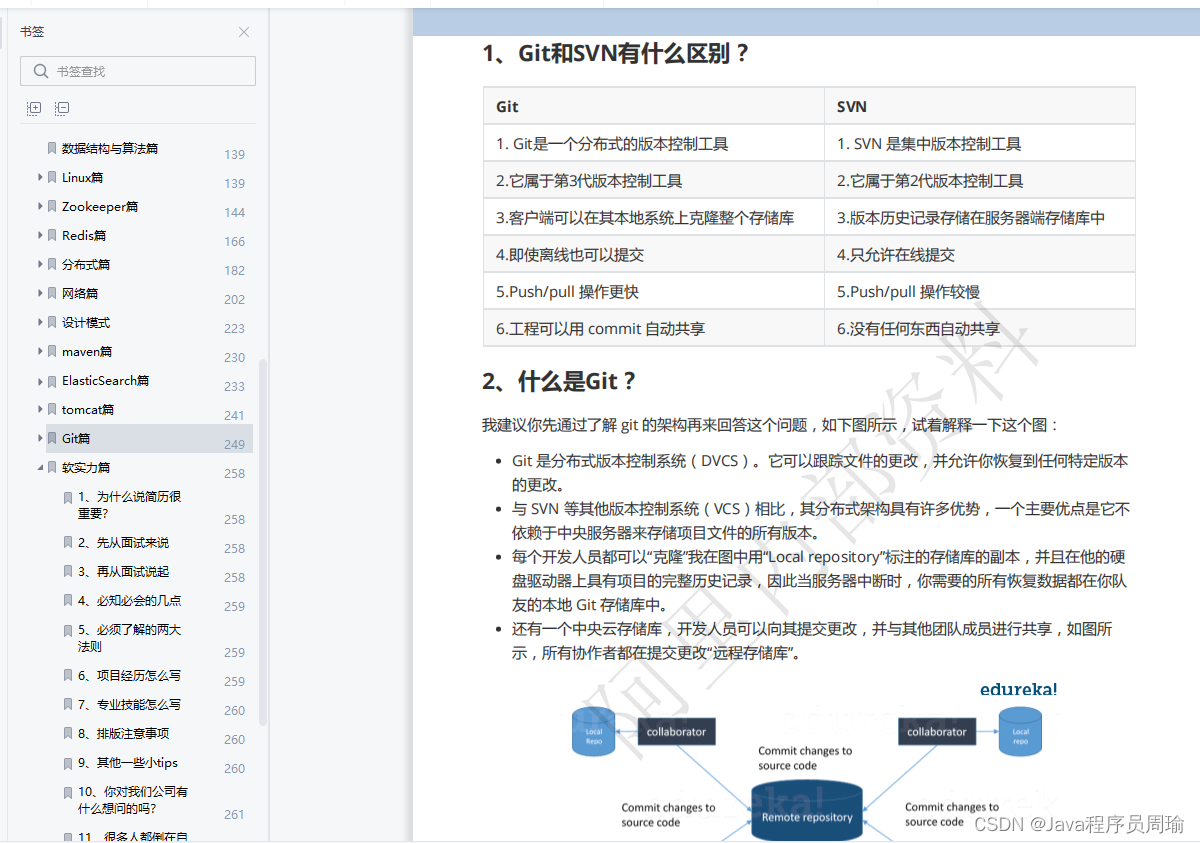 书签
书签查找
数据结构与算法篇 139
Linux篇 139
Zookeeper篇 144
Redis篇 166
分布式篇 182
网络篇 202
设计模式 223
maven篇 230
ElasticSearch篇 233
tomcat篇 241
Git篇 249
软实力篇 258
1、为什么说简历很
重要? 258
2、先从面试来说 258
3、再从面试说起 258
4、必知必会的几点 259
5、必须了解的两大
法则 259
6、项目经历怎么写 259
7、专业技能怎么写 260
8、排版注意事项 260
9、其他一些小tips 260
10、你对我们公司有
什么想问的吗? 261
11、很多人都倒在自
1、Git和SVN有什么区别？
Git SVN
1. Git是一个分布式的版本控制工具 1. SVN 是集中版本控制工具
2.它属于第3代版本控制工具 2.它属于第2代版本控制工具
3.客户端可以在其本地系统上克隆整个存储库 3.版本历史记录存储在服务器端存储库中
4.即使离线也可以提交 4.只允许在线提交
5.Push/pull 操作更快 5.Push/pull 操作较慢
6.工程可以用 commit 自动共享 6.没有任何东西自动共享
2、什么是Git？
我建议你先通过了解 git 的架构再来回答这个问题，如下图所示，试着解释一下这个图：
• Git 是分布式版本控制系统（DVCS）。它可以跟踪文件的更改，并允许你恢复到任何特定版本
的更改。
• 与 SVN 等其他版本控制系统（VCS）相比，其分布式架构具有许多优势，一个主要优点是它不
依赖于中央服务器来存储项目文件的所有版本。
• 每个开发人员都可以“克隆”我在图中用“Local repository”标注的存储库的副本，并且在他的硬
盘驱动器上具有项目的完整历史记录，因此当服务器中断时，你需要的所有恢复数据都在你队
友的本地 Git 存储库中。
• 还有一个中央云存储库，开发人员可以向其提交更改，并与其他团队成员进行共享，如图所
示，所有协作者都在提交更改“远程存储库”。
阿里内部资料
edureka!
Local
Repo
collaborator
collaborator
Local
repo
Commit changes to
source code
Commit changes to
source code
Remote repository
Commit changes to
source code
CSDN @Java程序员周瑜